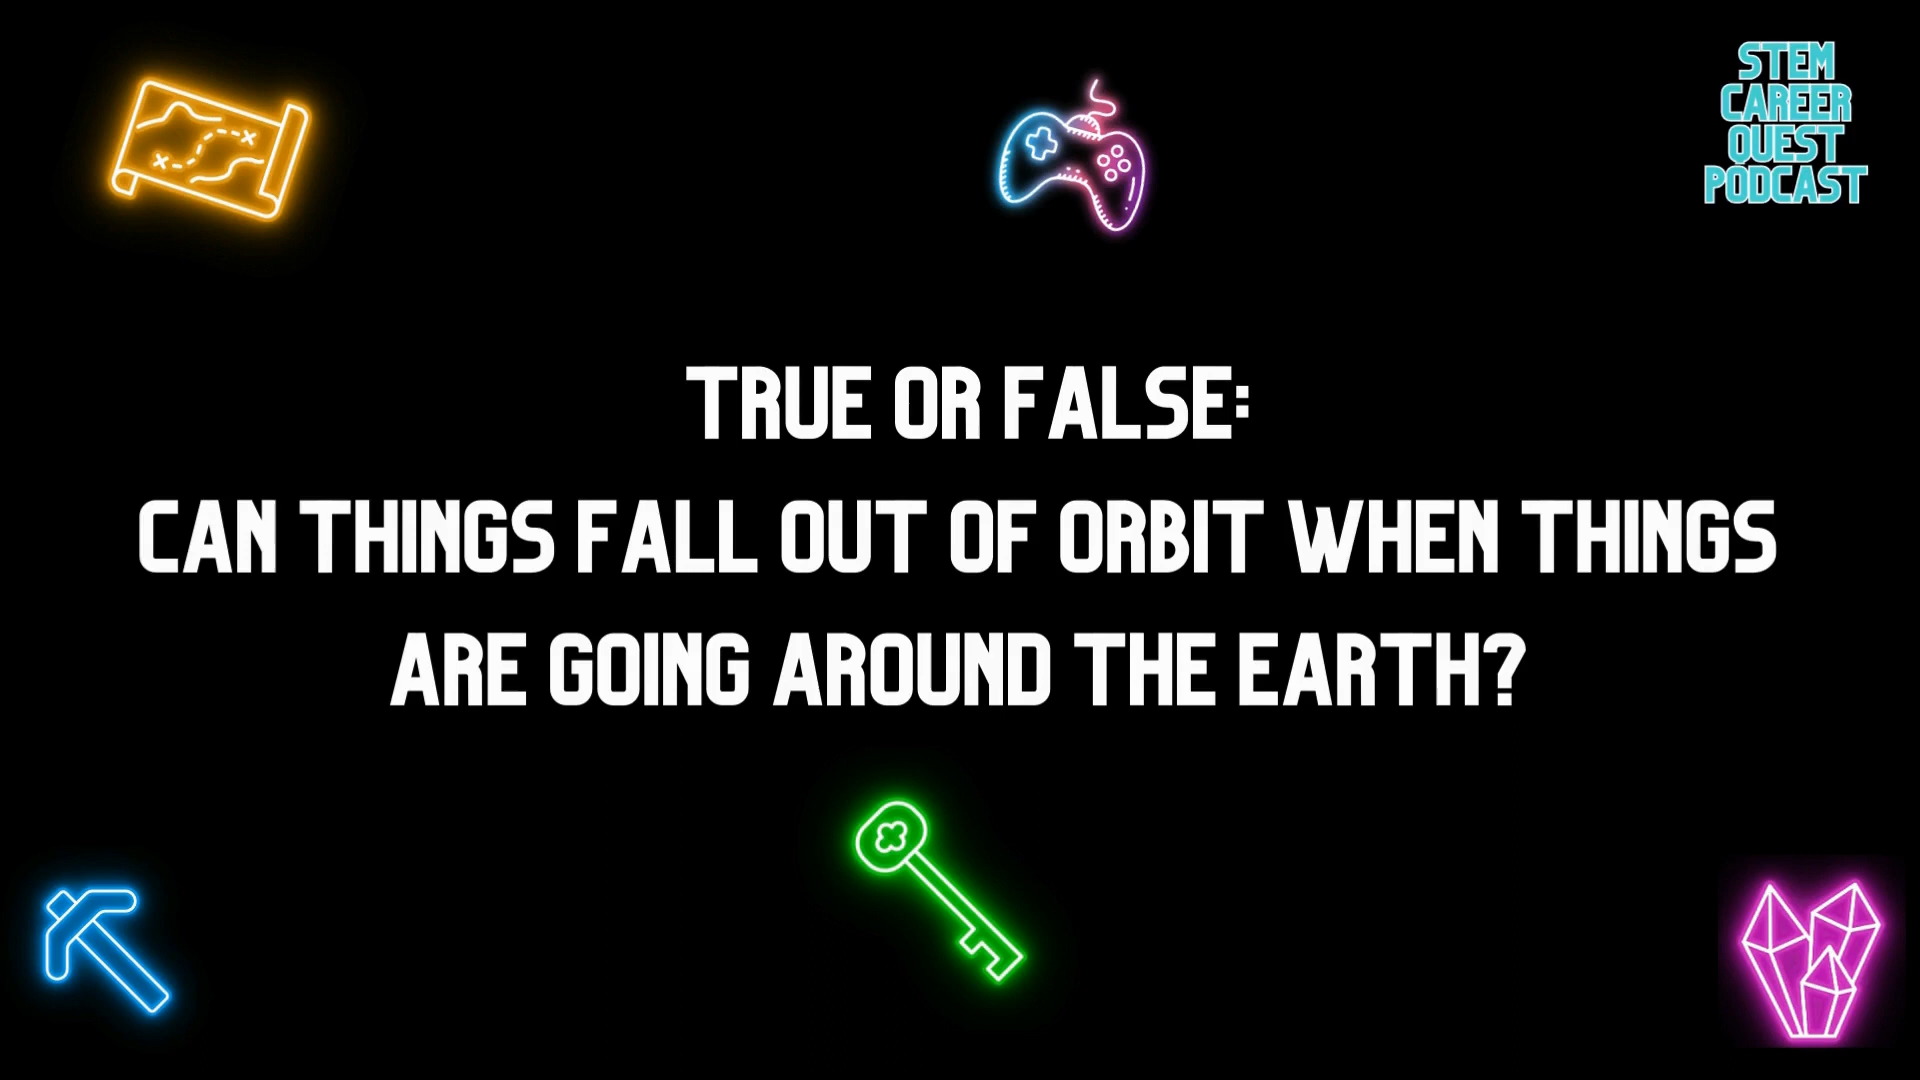 STEM
CAREER
QUEST
PODCAST
TRUE OR FALSE:
CAN THINGS FALL OUT OF ORBIT WHEN THINGS
ARE GOING AROUND THE EARTH?